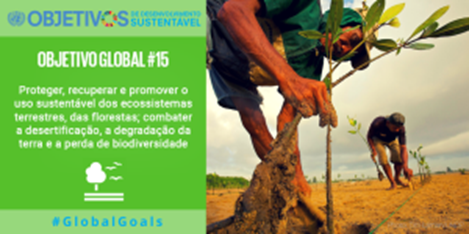 OBJETIVOS DE DESENVOLVIMENTO
SUSTENTÁVEL
OBJETIVO GLOBAL #15
Proteger, recuperar e promover o
uso sustentável dos ecossistemas
terrestres, das florestas; combater
a desertificação, a degradação da
terra e a perda de biodiversidade
#GlobalGoals